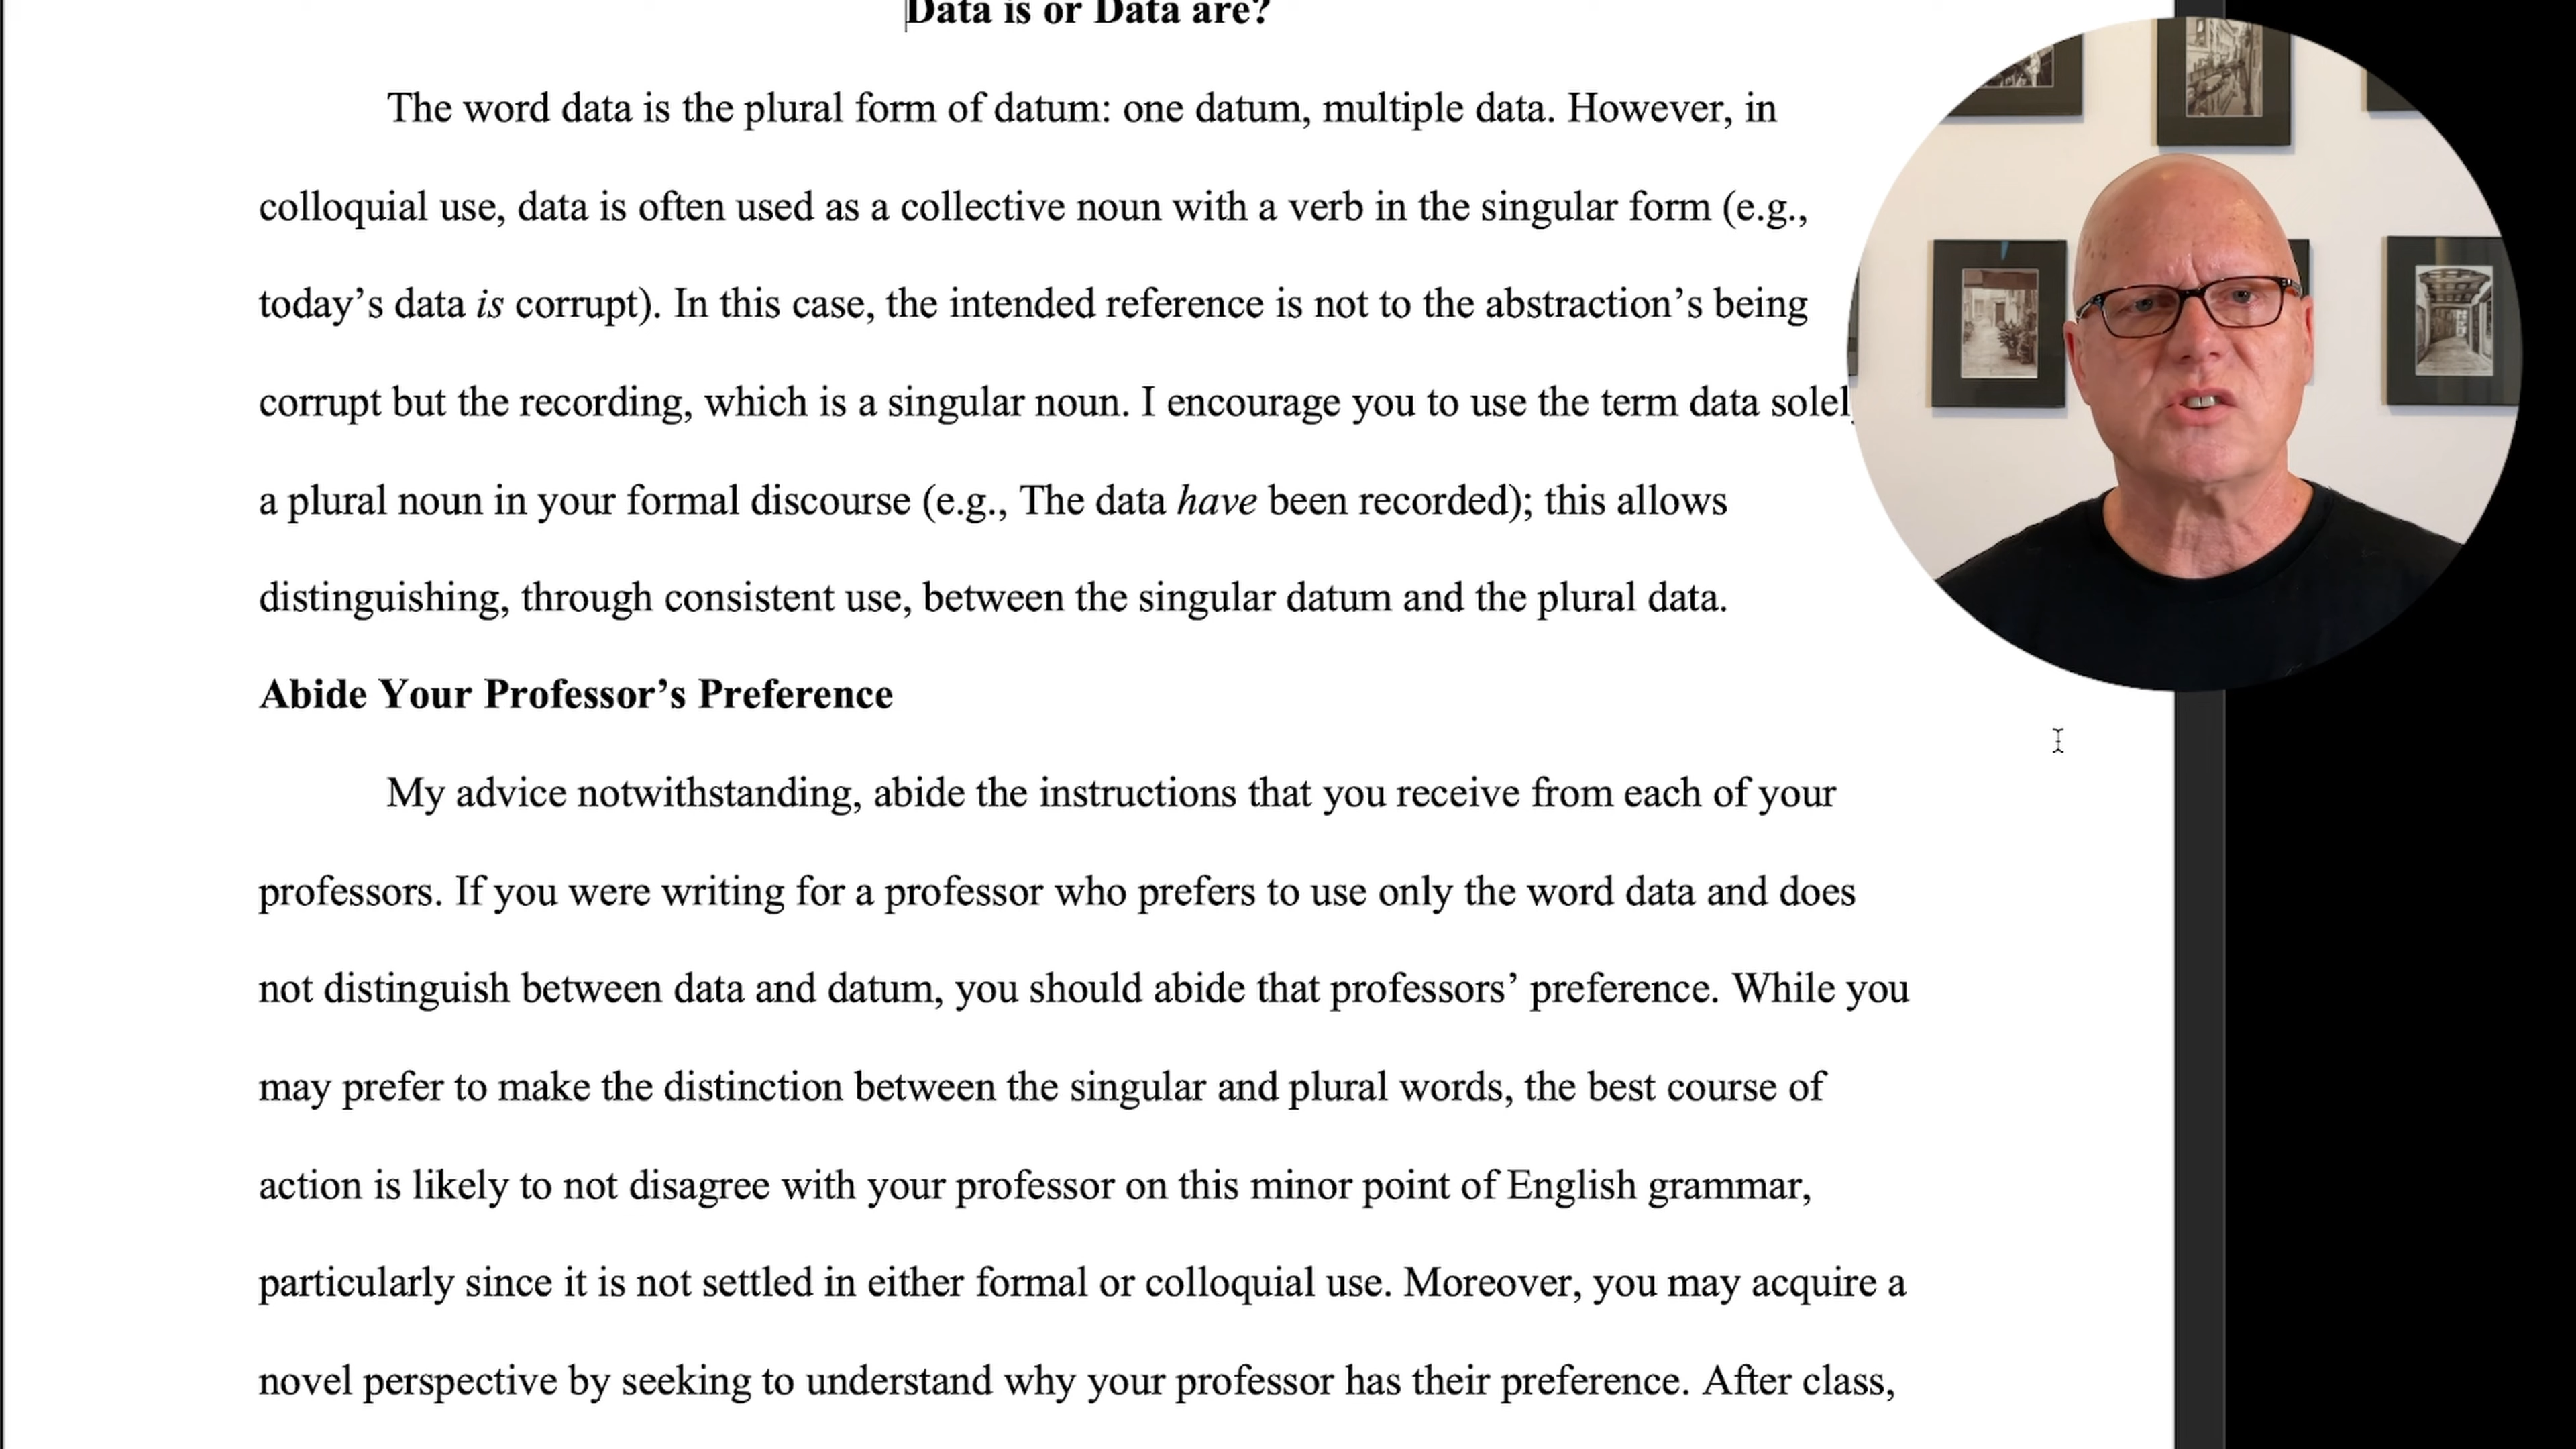 Data is or Data are?
The word data is the plural form of datum: one datum, multiple data. However, in
colloquial use, data is often used as a collective noun with a verb in the singular form (e.g.,
today’s data is corrupt). In this case, the intended reference is not to the abstraction’s being
corrupt but the recording, which is a singular noun. I encourage you to use the term data
a plural noun in your formal discourse (e.g., The data have been recorded); this allows
distinguishing, through consistent use, between the singular datum and the plural data.
Abide Your Professor’s Preference
My advice notwithstanding, abide the instructions that you receive from each of your
professors. If you were writing for a professor who prefers to use only the word data and does
not distinguish between data and datum, you should abide that professors’ preference. While you
may prefer to make the distinction between the singular and plural words, the best course of
action is likely to not disagree with your professor on this minor point of English grammar,
particularly since it is not settled in either formal or colloquial use. Moreover, you may acquire a
novel perspective by seeking to understand why your professor has their preference. After class,